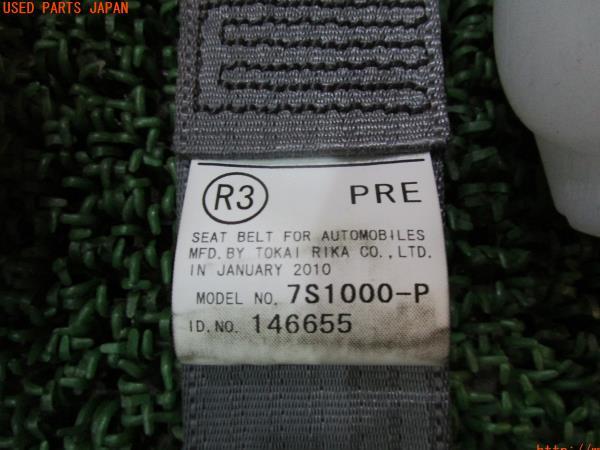 USED PARTS JAPAN
R3 PRE
SEAT BELT FOR AUTOMOBILES
MFD. BY TOKAI RIKA CO., LTD.
IN JANUARY 2010
MODEL NO. 7S1000-P
ID. NO. 146655